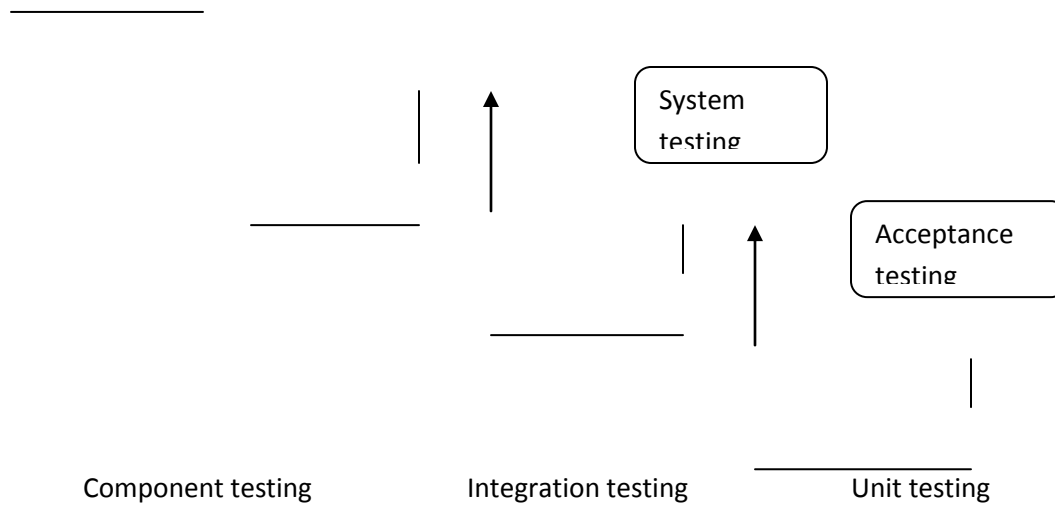 System
testing
Acceptance
testing
Component testing
Integration testing
Unit testing